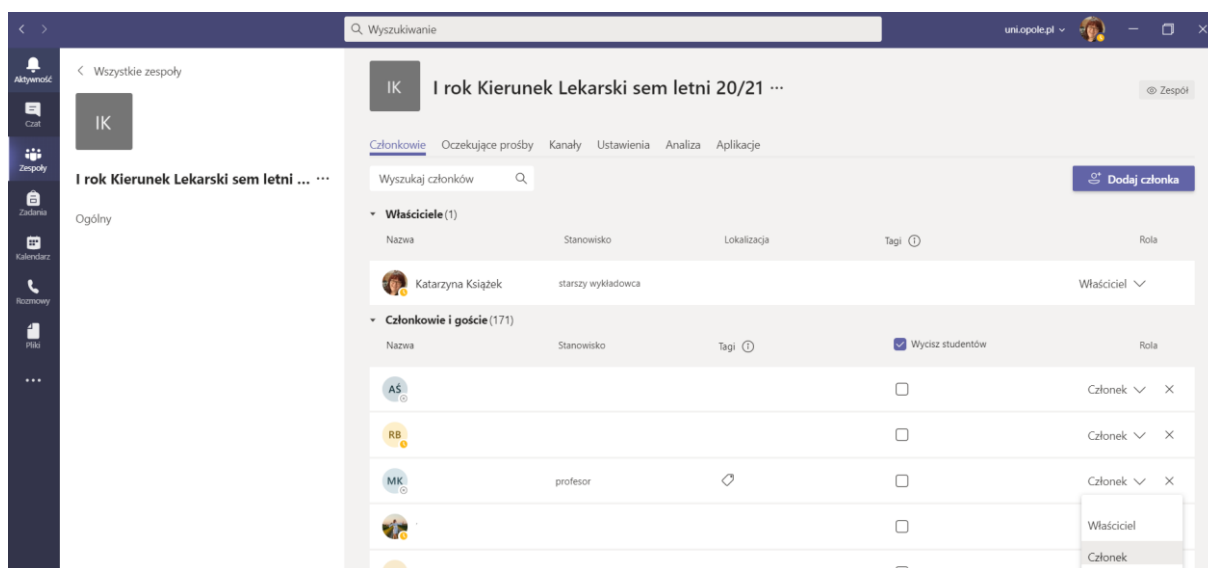 Wyszukiwanie
uni.opole.pl
Aktywność
Czat
Zespoły
Zadania
Kalendarz
Rozmowy
Pliki
Wszystkie zespoły
IK
I rok Kierunek Lekarski sem letni ... ···
Ogólny
IK
I rok Kierunek Lekarski sem letni 20/21 ···
Zespół
Członkowie Oczekujące prośby Kanały Ustawienia Analiza Aplikacje
Wyszukaj członków
Dodaj członka
Właściciele (1)
Nazwa Stanowisko Lokalizacja Tagi Rola
Katarzyna Książek starszy wykładowca Właściciel
Członkowie i goście (171)
Nazwa Stanowisko Tagi Wycisz studentów Rola
AŚ Członek
RB Członek
MK profesor Członek
Właściciel
Członek